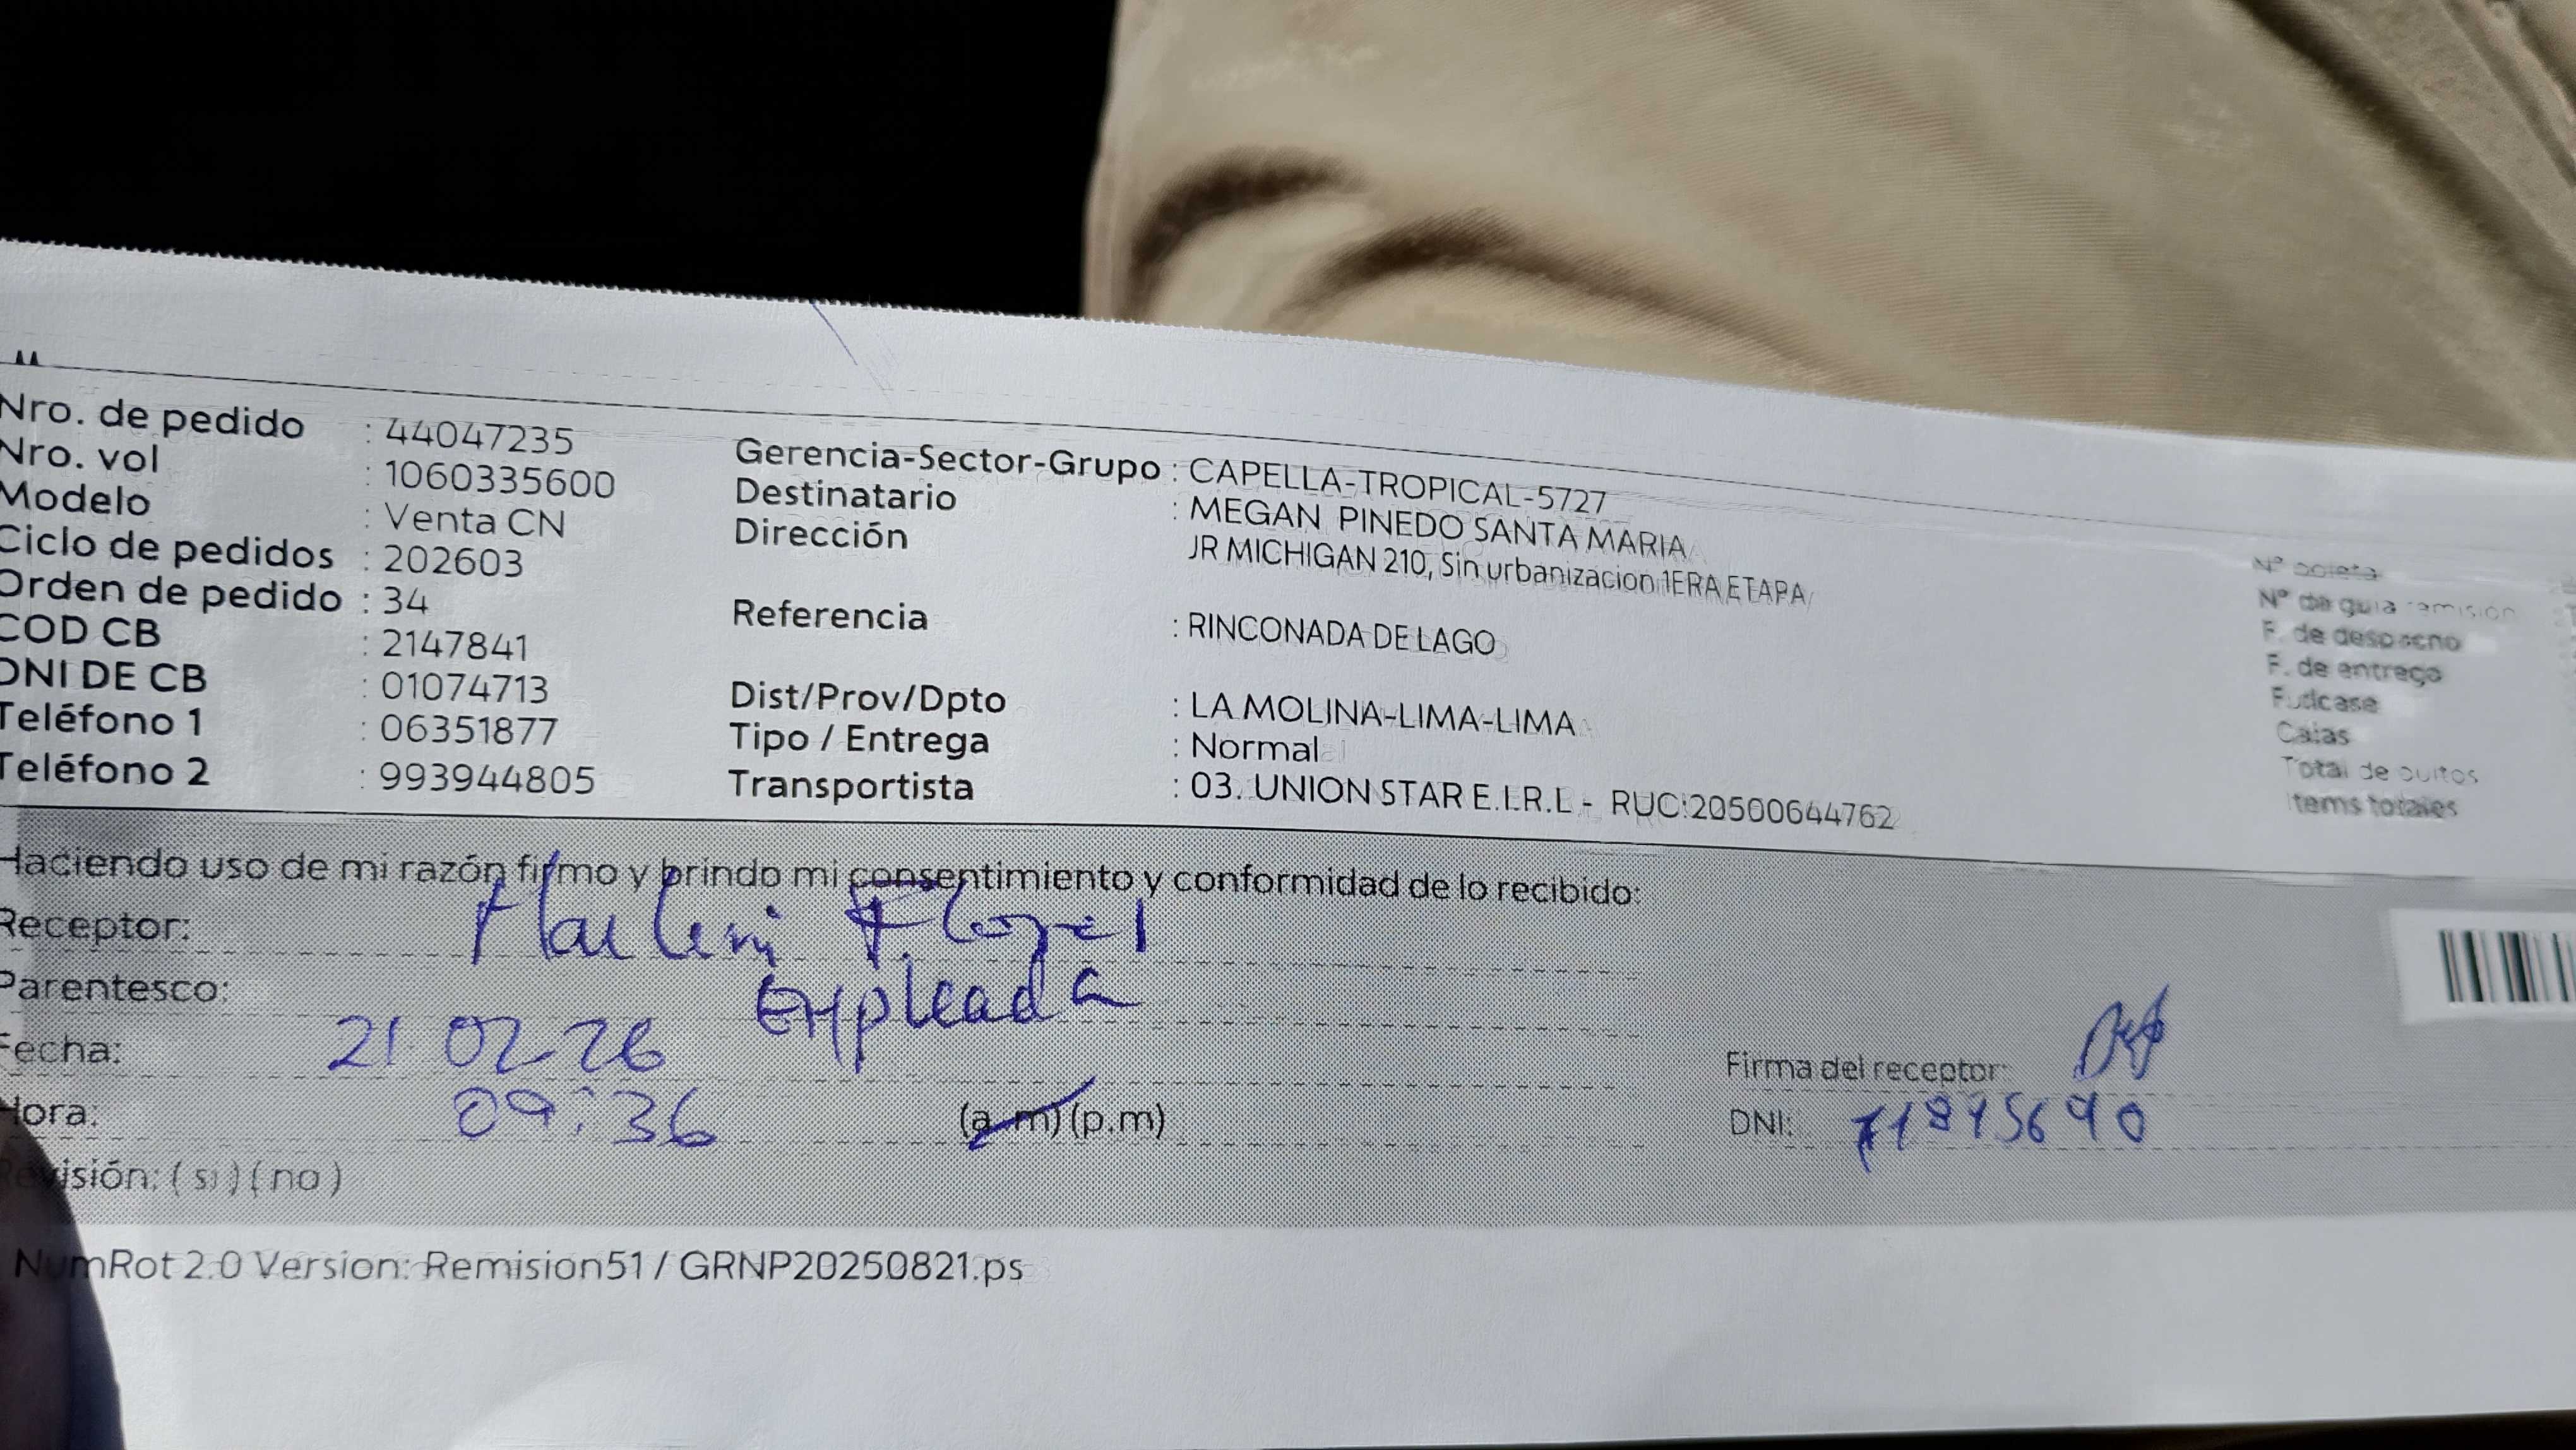 Nro. de pedido : 44047235
Nro. vol : 1060335600
Modelo : Venta CN
Ciclo de pedidos : 202603
Orden de pedido : 34
COD CB : 2147841
DNI DE CB : 01074713
Teléfono 1 : 06351877
Teléfono 2 : 993944805
Gerencia-Sector-Grupo : CAPELLA-TROPICAL-5727
Destinatario : MEGAN PINEDO SANTA MARIA
Dirección JR MICHIGAN 210, Sin urbanizacion 1ERA ETAPA
Referencia : RINCONADA DE LAGO
Dist/Prov/Dpto : LA MOLINA-LIMA-LIMA
Tipo / Entrega : Normal
Transportista : 03. UNION STAR E.I.R.L - RUC:20500644762
N° boleta
N° de guia remision
F. de despacho
F. de entrega
Cajas
Total de bultos
Items totales
Haciendo uso de mi razón firmo y brindo mi consentimiento y conformidad de lo recibido:
Receptor:
Parentesco: Empleada
Fecha: 21 02 26
Hora: 09:36 (a.m) (p.m)
Revisión: ( si ) ( no )
Firma del receptor:
DNI:
NumRot 2.0 Version: Remision51 / GRNP20250821.ps